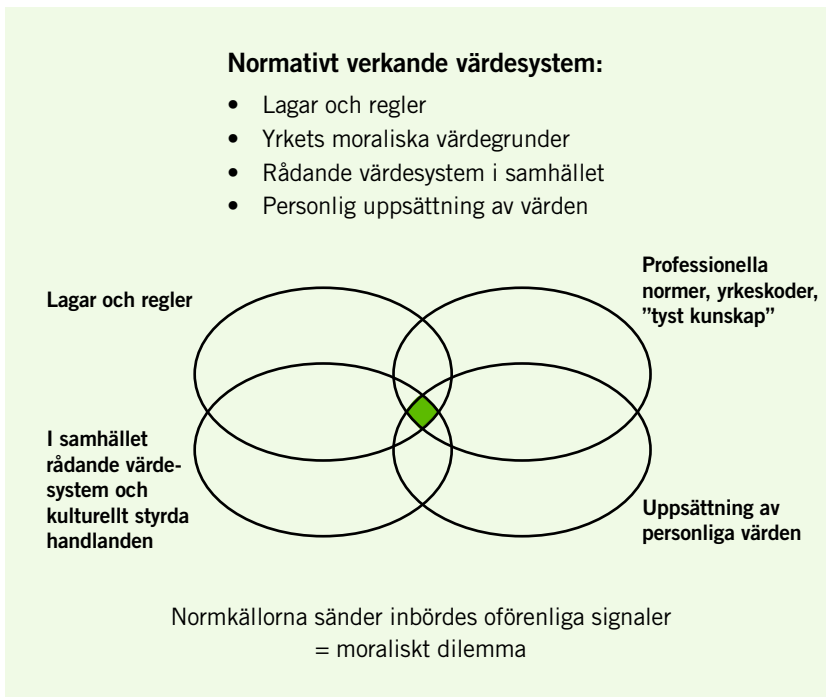 Normativt verkande värdesystem:
• Lagar och regler
• Yrkets moraliska värdegrunder
• Rådande värdesystem i samhället
• Personlig uppsättning av värden
Lagar och regler
Professionella
normer, yrkeskoder,
”tyst kunskap”
I samhället
rådande värde-
system och
kulturellt styrda
handlanden
Uppsättning av
personliga värden
Normkällorna sänder inbördes oförenliga signaler
= moraliskt dilemma